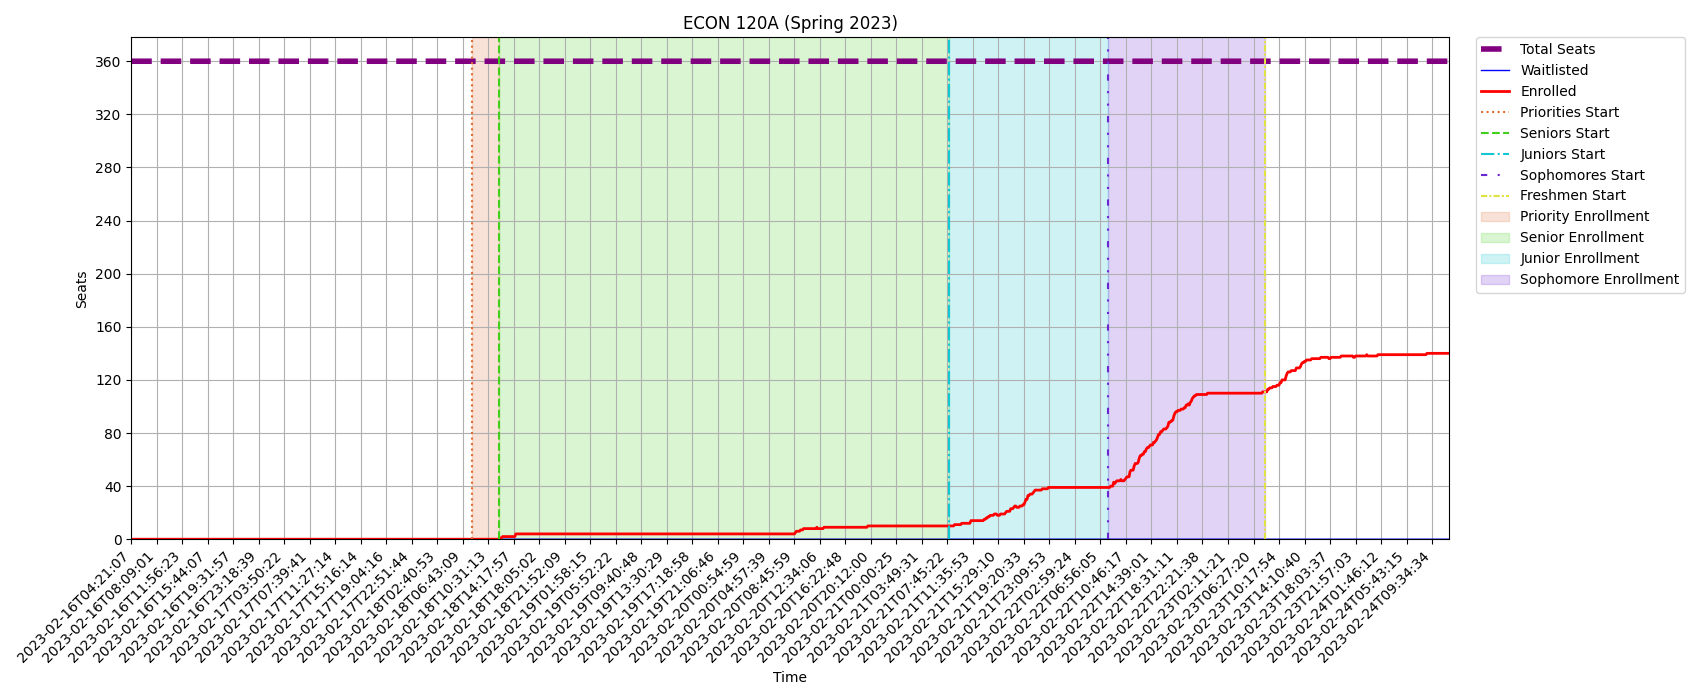 ECON 120A (Spring 2023)
Seats
360
320
280
240
200
160
120
80
40
0
2023-02-16T04:21:07
2023-02-16T08:09:01
2023-02-16T11:56:23
2023-02-16T15:44:07
2023-02-16T19:31:57
2023-02-16T23:18:39
2023-02-17T03:50:22
2023-02-17T07:39:41
2023-02-17T11:27:14
2023-02-17T15:16:14
2023-02-17T19:04:16
2023-02-17T22:51:44
2023-02-18T02:40:53
2023-02-18T06:43:09
2023-02-18T10:31:13
2023-02-18T14:17:57
2023-02-18T18:05:02
2023-02-18T21:52:09
2023-02-19T01:58:15
2023-02-19T05:52:22
2023-02-19T09:40:48
2023-02-19T13:30:29
2023-02-19T17:18:58
2023-02-19T21:06:46
2023-02-20T00:54:59
2023-02-20T04:57:39
2023-02-20T08:45:59
2023-02-20T12:34:06
2023-02-20T16:22:48
2023-02-20T20:12:00
2023-02-21T00:00:25
2023-02-21T03:49:31
2023-02-21T07:45:22
2023-02-21T11:35:53
2023-02-21T15:29:10
2023-02-21T19:20:33
2023-02-21T23:09:53
2023-02-22T02:59:24
2023-02-22T06:56:05
2023-02-22T10:46:17
2023-02-22T14:39:01
2023-02-22T18:31:11
2023-02-22T22:21:38
2023-02-23T02:11:21
2023-02-23T06:27:20
2023-02-23T10:17:54
2023-02-23T14:10:40
2023-02-23T18:03:37
2023-02-23T21:57:03
2023-02-24T01:46:12
2023-02-24T05:43:15
2023-02-24T09:34:34
Time
Total Seats
Waitlisted
Enrolled
Priorities Start
Seniors Start
Juniors Start
Sophomores Start
Freshmen Start
Priority Enrollment
Senior Enrollment
Junior Enrollment
Sophomore Enrollment